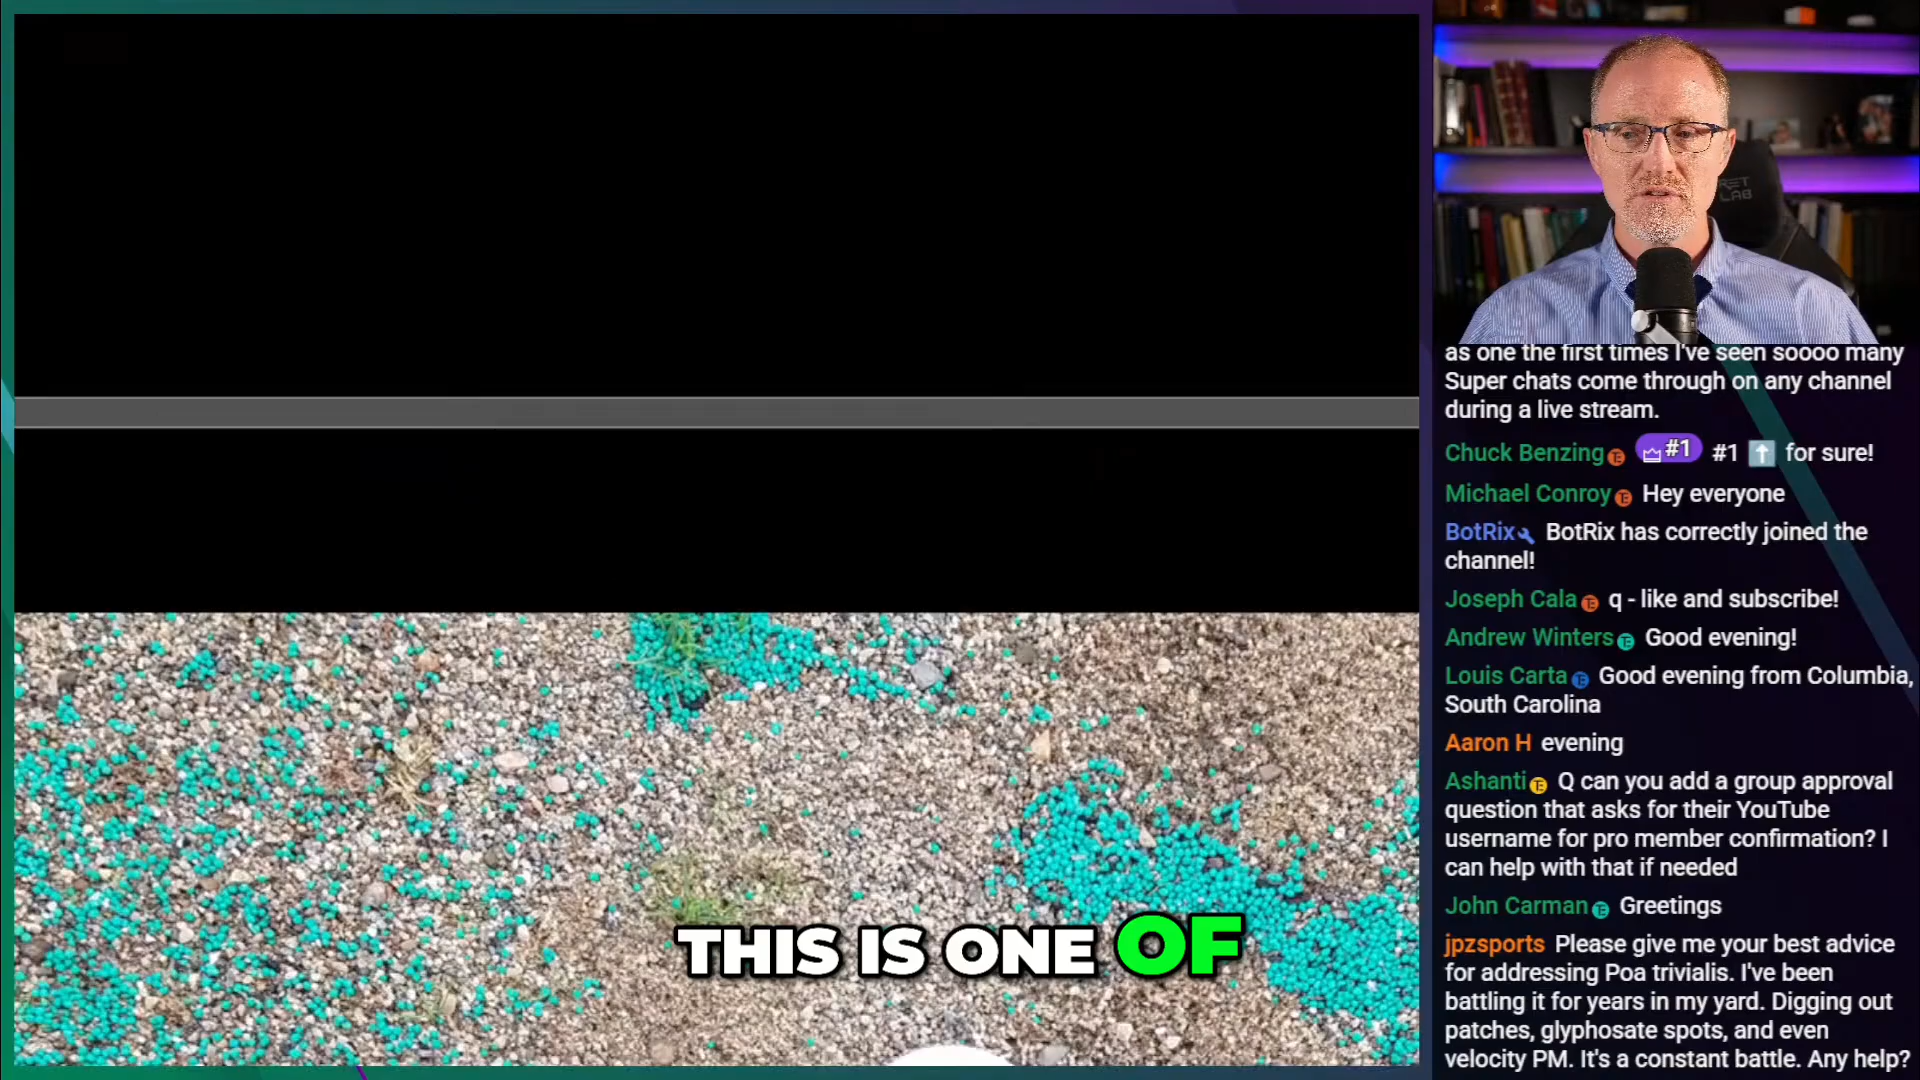 RET
LAB
as one the first times I've seen soooo many
Super chats come through on any channel
during a live stream.
Chuck Benzing #1 #1 ⬆ for sure!
Michael Conroy Hey everyone
BotRix BotRix has correctly joined the
channel!
Joseph Cala q - like and subscribe!
Andrew Winters Good evening!
Louis Carta Good evening from Columbia,
South Carolina
Aaron H evening
Ashanti Q can you add a group approval
question that asks for their YouTube
username for pro member confirmation? I
can help with that if needed
John Carman Greetings
jpzsports Please give me your best advice
for addressing Poa trivialis. I've been
battling it for years in my yard. Digging out
patches, glyphosate spots, and even
velocity PM. It's a constant battle. Any help?
THIS IS ONE OF